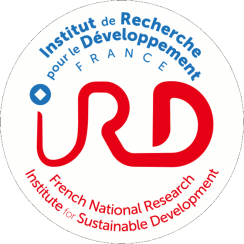 Institut de Recherche
pour le Développement
FRANCE
IRD
French National Research
Institute for Sustainable Development